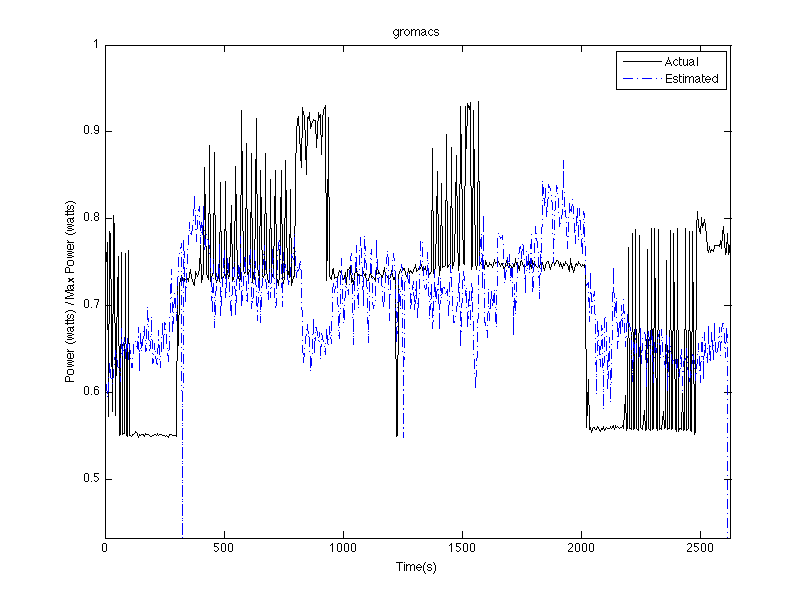 gromacs
Actual
Estimated
Power (watts) / Max Power (watts)
1
0.9
0.8
0.7
0.6
0.5
0
500
1000
1500
2000
2500
Time(s)